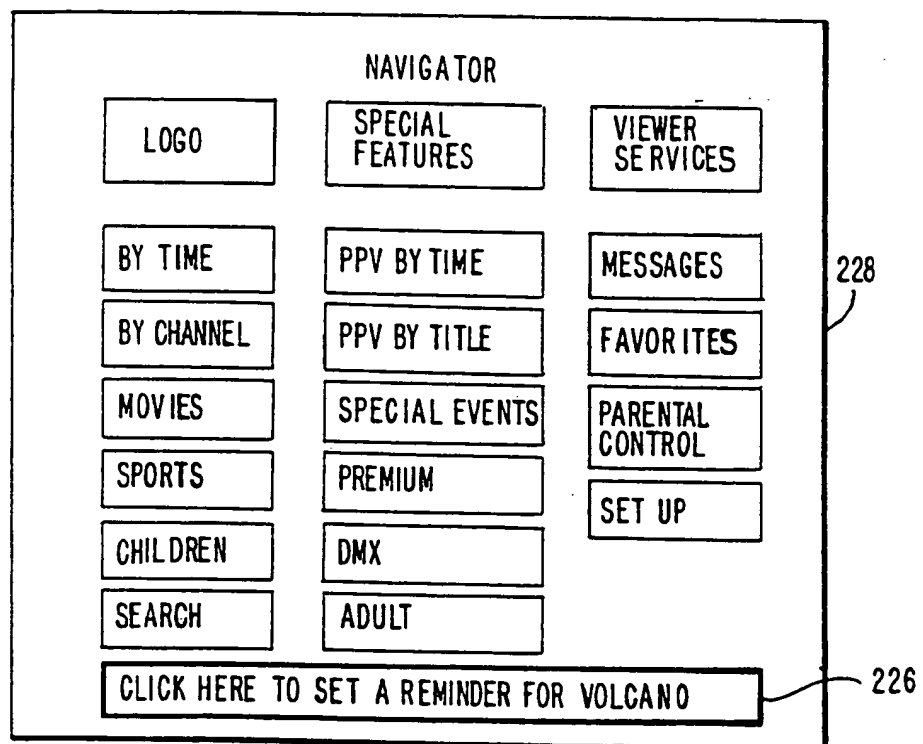 NAVIGATOR
LOGO
SPECIAL
FEATURES
VIEWER
SERVICES
BY TIME
PPV BY TIME
MESSAGES
BY CHANNEL
PPV BY TITLE
FAVORITES
MOVIES
SPECIAL EVENTS
PARENTAL
CONTROL
SPORTS
PREMIUM
SET UP
CHILDREN
DMX
SEARCH
ADULT
CLICK HERE TO SET A REMINDER FOR VOLCANO
228
226